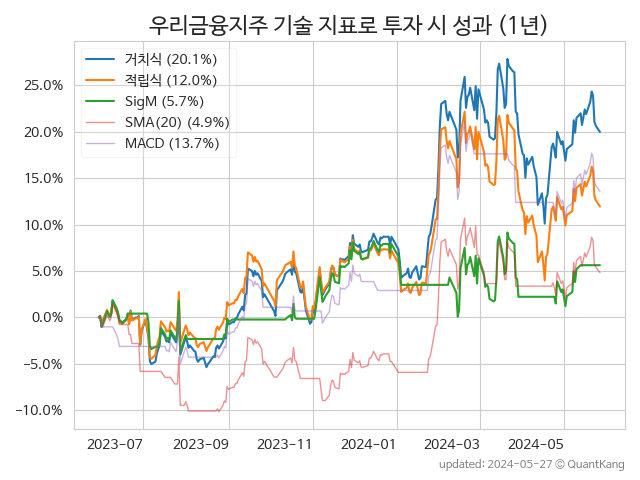 우리금융지주 기술 지표로 투자 시 성과 (1년)
거치식 (20.1%)
적립식 (12.0%)
SigM (5.7%)
SMA(20) (4.9%)
MACD (13.7%)
25.0%
20.0%
15.0%
10.0%
5.0%
0.0%
−5.0%
−10.0%
2023-07 2023-09 2023-11 2024-01 2024-03 2024-05
updated: 2024-05-27 © QuantKang